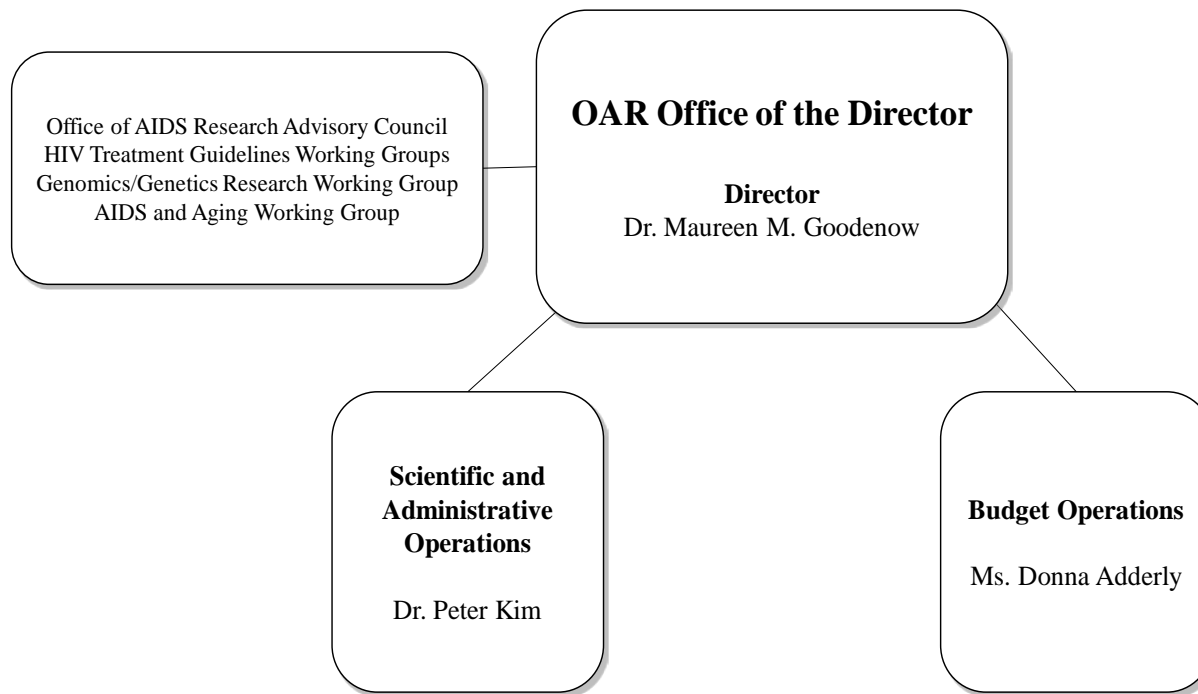 Office of AIDS Research Advisory Council
HIV Treatment Guidelines Working Groups
Genomics/Genetics Research Working Group
AIDS and Aging Working Group
OAR Office of the Director
Director
Dr. Maureen M. Goodenow
Scientific and
Administrative
Operations
Dr. Peter Kim
Budget Operations
Ms. Donna Adderly